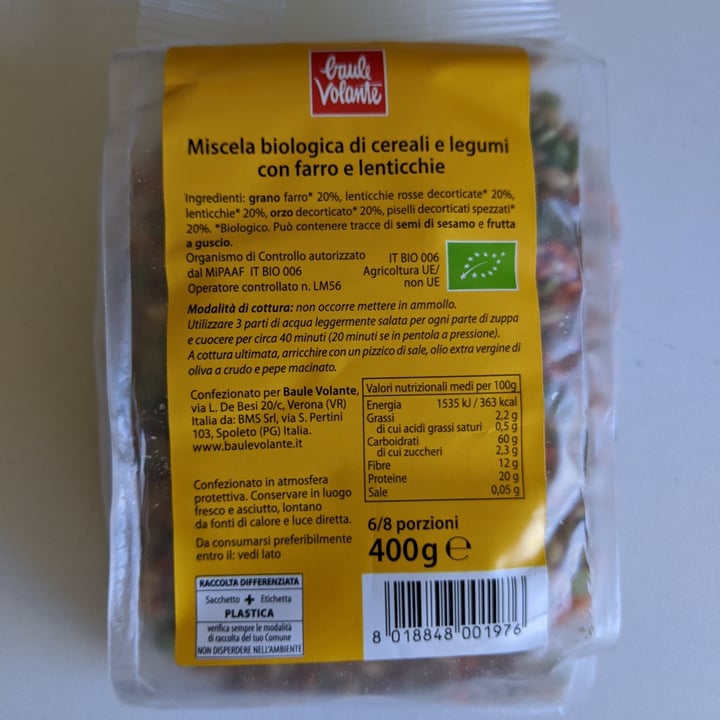 baule
Volante
Miscela biologica di cereali e legumi
con farro e lenticchie
Ingredienti: grano farro* 20%, lenticchie rosse decorticate* 20%,
lenticchie* 20%, orzo decorticato* 20%, piselli decorticati spezzati*
20%. *Biologico. Può contenere tracce di semi di sesamo e frutta
a guscio.
Organismo di Controllo autorizzato
dal MiPAAF IT BIO 006
Operatore controllato n. LM56
IT BIO 006
Agricoltura UE/
non UE
Modalità di cottura: non occorre mettere in ammollo.
Utilizzare 3 parti di acqua leggermente salata per ogni parte di zuppa
e cuocere per circa 40 minuti (20 minuti se in pentola a pressione).
A cottura ultimata, arricchire con un pizzico di sale, olio extra vergine di
oliva a crudo e pepe macinato.
Confezionato per Baule Volante,
via L. De Besi 20/c, Verona (VR)
Italia da: BMS Srl, via S. Pertini
103, Spoleto (PG) Italia.
www.baulevolante.it
Valori nutrizionali medi per 100g
Energia 1535 kJ / 363 kcal
Grassi 2,2 g
di cui acidi grassi saturi 0,5 g
Carboidrati 60 g
di cui zuccheri 2,3 g
Fibre 12 g
Proteine 20 g
Sale 0,05 g
Confezionato in atmosfera
protettiva. Conservare in luogo
fresco e asciutto, lontano
da fonti di calore e luce diretta.
Da consumarsi preferibilmente
entro il: vedi lato
6/8 porzioni
400g e
RACCOLTA DIFFERENZIATA
Sacchetto + Etichetta
PLASTICA
verifica sempre le modalità
di raccolta del tuo Comune
NON DISPERDERE NELL'AMBIENTE
8 018848 001976